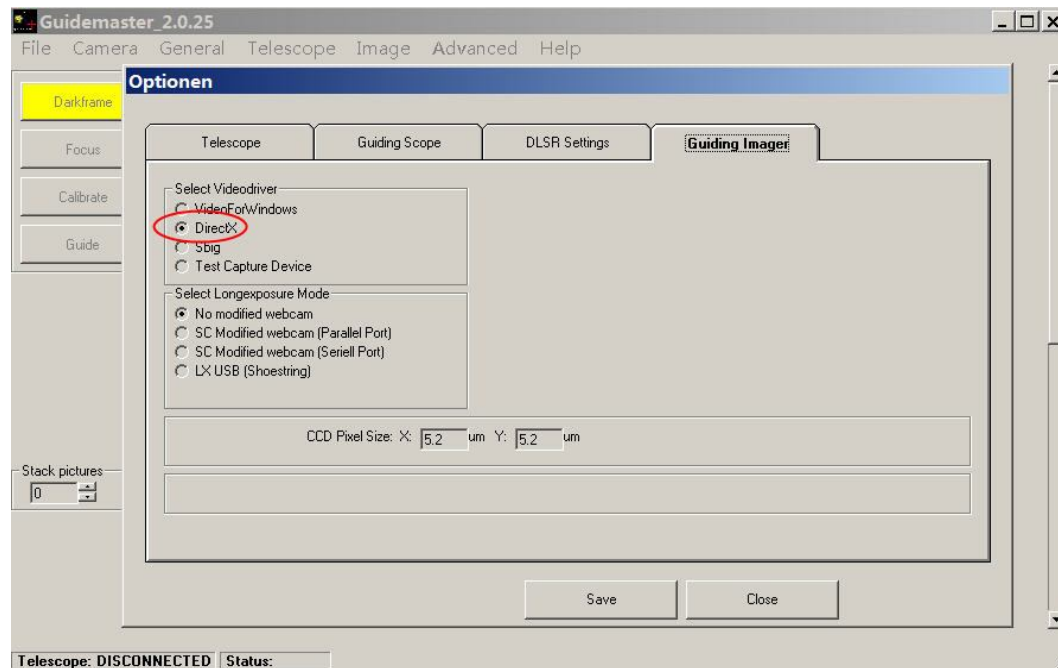 Guidemaster_2.0.25
File Camera General Telescope Image Advanced Help
Optionen
Darkframe
Focus
Calibrate
Guide
Telescope Guiding Scope DLSR Settings Guiding Imager
Select Videodriver
VideoForWindows
DirectX
Sbig
Test Capture Device
Select Longexposure Mode
No modified webcam
SC Modified webcam (Parallel Port)
SC Modified webcam (Seriell Port)
LX USB (Shoestring)
CCD Pixel Size: X: 5.2 um Y: 5.2 um
Stack pictures
0
Save Close
Telescope: DISCONNECTED Status: